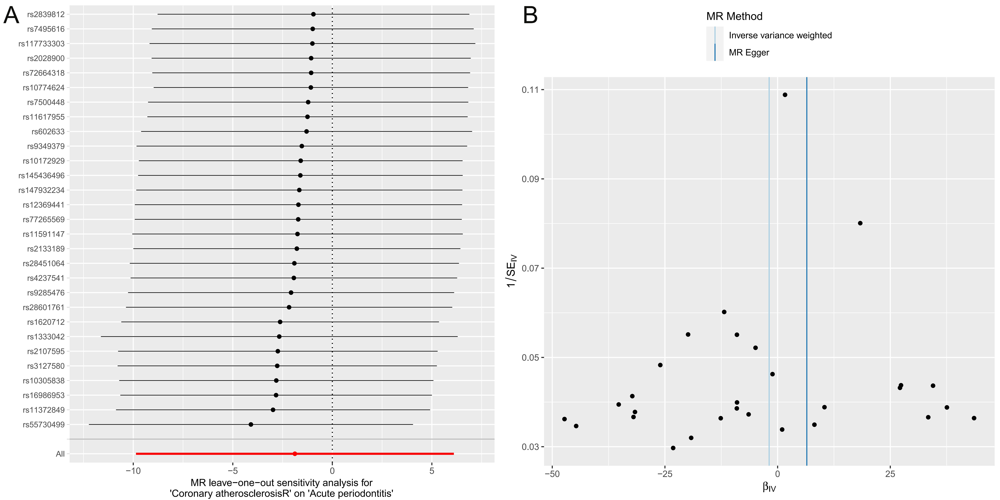 A
rs2839812
rs7495616
rs117733303
rs2028900
rs72664318
rs10774624
rs7500448
rs11617955
rs602633
rs9349379
rs10172929
rs145436496
rs147932234
rs12369441
rs77265569
rs11591147
rs2133189
rs28451064
rs4237541
rs9285476
rs28601761
rs1620712
rs1333042
rs2107595
rs3127580
rs10305838
rs16986953
rs11372849
rs55730499
All
−10 −5 0 5
MR leave−one−out sensitivity analysis for
'Coronary atherosclerosisR' on 'Acute periodontitis'
B
MR Method
Inverse variance weighted
MR Egger
0.11
0.09
0.07
0.05
0.03
1/SEIV
−50 −25 0 25
βIV